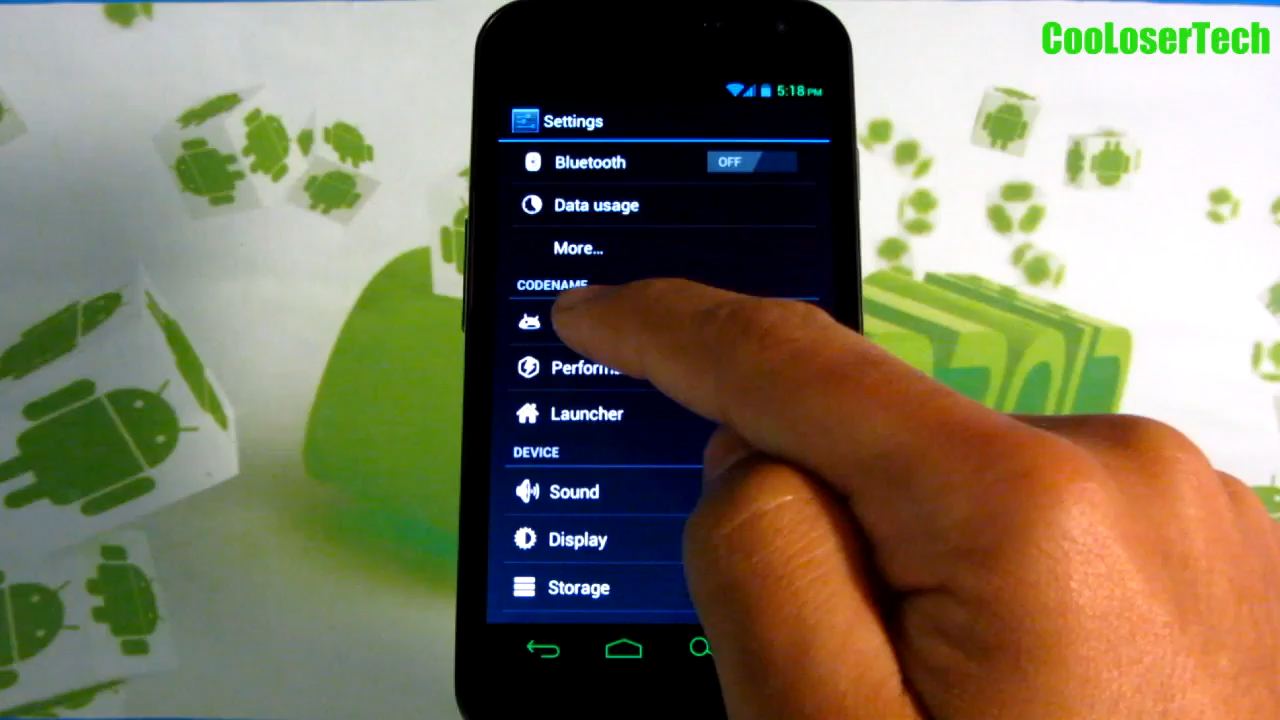 CooLoserTech
5:18 PM
Settings
Bluetooth OFF
Data usage
More...
CODENAME
Launcher
DEVICE
Sound
Display
Storage